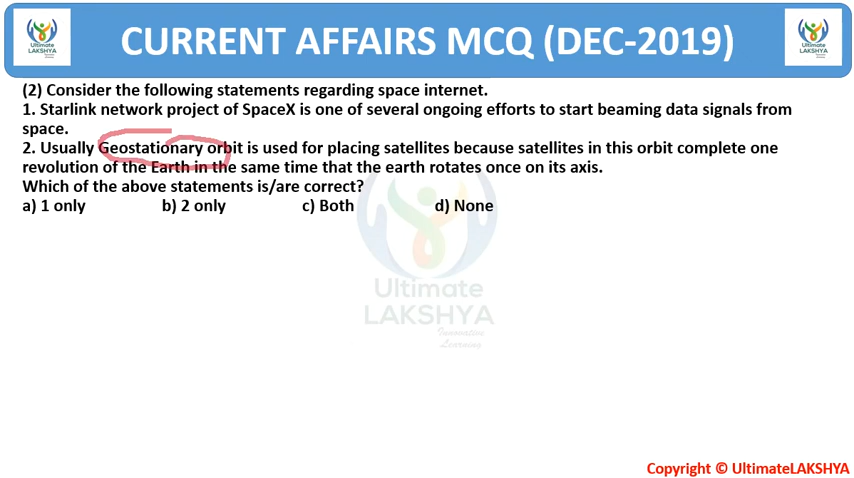 Ultimate
LAKSHYA
CURRENT AFFAIRS MCQ (DEC-2019)
Ultimate
LAKSHYA
(2) Consider the following statements regarding space internet.
1. Starlink network project of SpaceX is one of several ongoing efforts to start beaming data signals from
space.
2. Usually Geostationary orbit is used for placing satellites because satellites in this orbit complete one
revolution of the Earth in the same time that the earth rotates once on its axis.
Which of the above statements is/are correct?
a) 1 only b) 2 only c) Both d) None
Ultimate
LAKSHYA
Innovation
Learning
Copyright © UltimateLAKSHYA